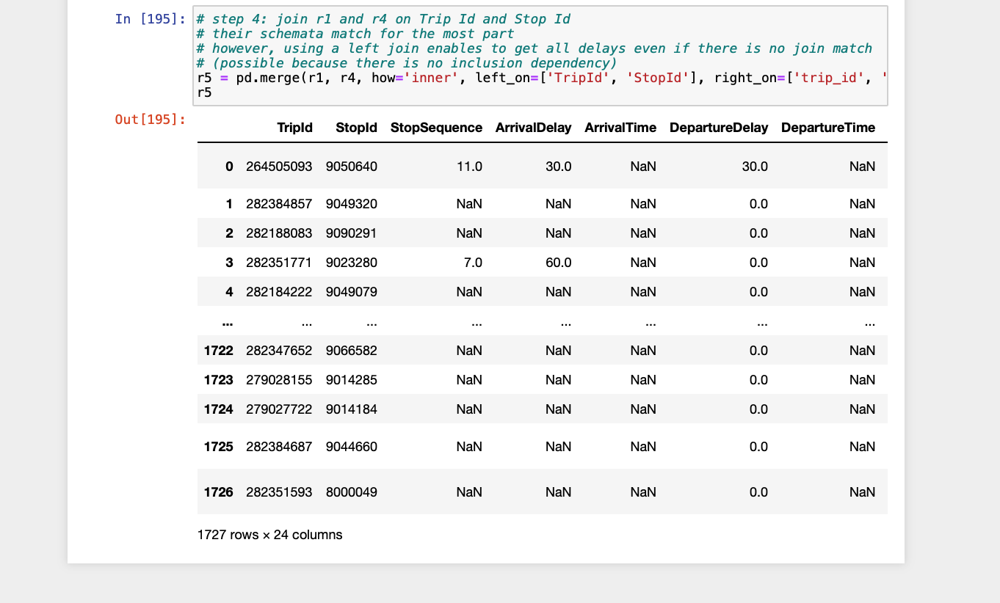 In [195]: # step 4: join r1 and r4 on Trip Id and Stop Id
# their schemata match for the most part
# however, using a left join enables to get all delays even if there is no join match
# (possible because there is no inclusion dependency)
r5 = pd.merge(r1, r4, how='inner', left_on=['TripId', 'StopId'], right_on=['trip_id', '
r5
Out[195]:
TripId StopId StopSequence ArrivalDelay ArrivalTime DepartureDelay DepartureTime
0 264505093 9050640 11.0 30.0 NaN 30.0 NaN
1 282384857 9049320 NaN NaN NaN 0.0 NaN
2 282188083 9090291 NaN NaN NaN 0.0 NaN
3 282351771 9023280 7.0 60.0 NaN 0.0 NaN
4 282184222 9049079 NaN NaN NaN 0.0 NaN
... ... ... ... ... ... ... ...
1722 282347652 9066582 NaN NaN NaN 0.0 NaN
1723 279028155 9014285 NaN NaN NaN 0.0 NaN
1724 279027722 9014184 NaN NaN NaN 0.0 NaN
1725 282384687 9044660 NaN NaN NaN 0.0 NaN
1726 282351593 8000049 NaN NaN NaN 0.0 NaN
1727 rows × 24 columns